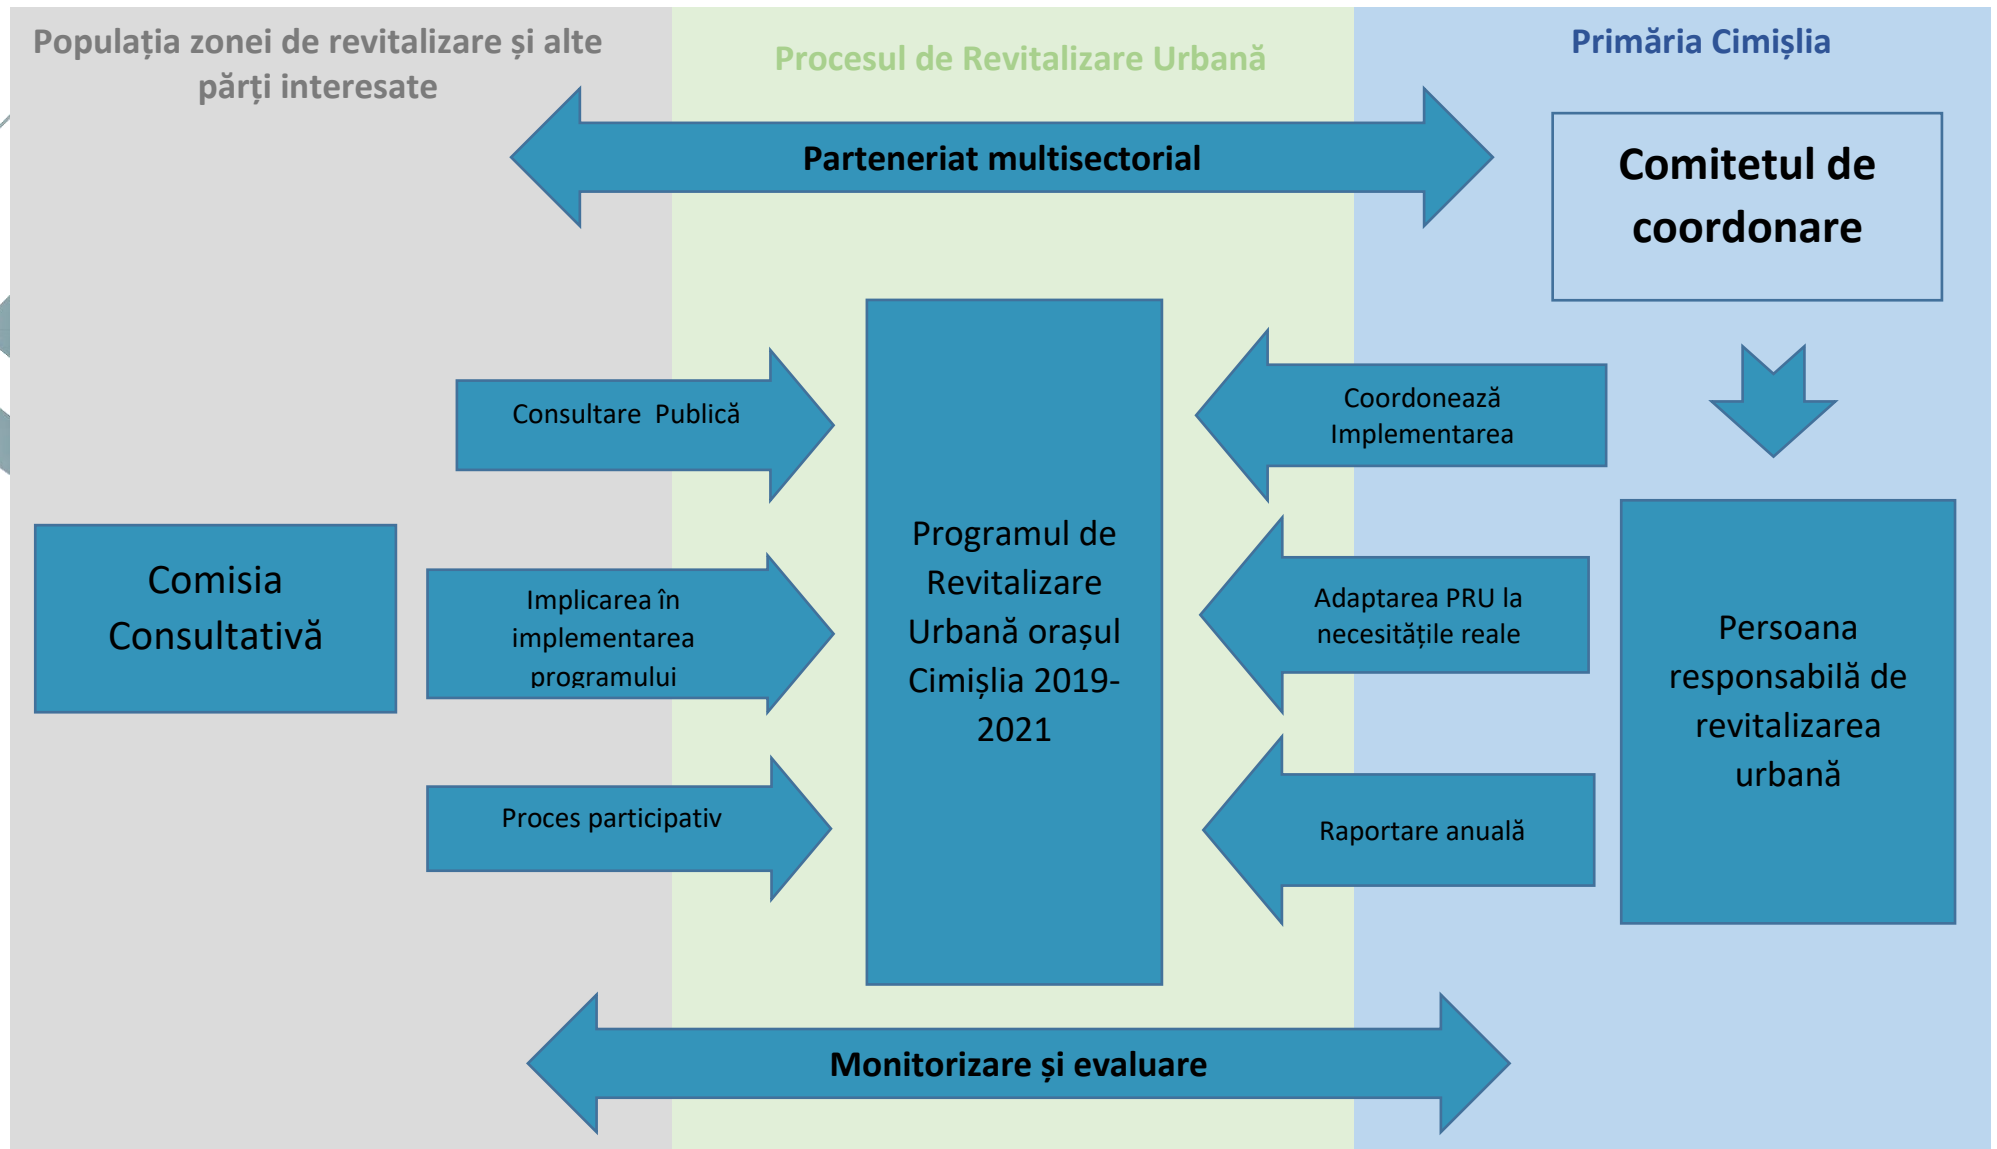 Populația zonei de revitalizare și alte
părți interesate
Procesul de Revitalizare Urbană
Primăria Cimișlia
Parteneriat multisectorial
Comitetul de
coordonare
Consultare Publică
Coordonează
Implementarea
Comisia
Consultativă
Implicarea în
implementarea
programului
Programul de
Revitalizare
Urbană orașul
Cimișlia 2019-
2021
Adaptarea PRU la
necesitățile reale
Persoana
responsabilă de
revitalizarea
urbană
Proces participativ
Raportare anuală
Monitorizare și evaluare